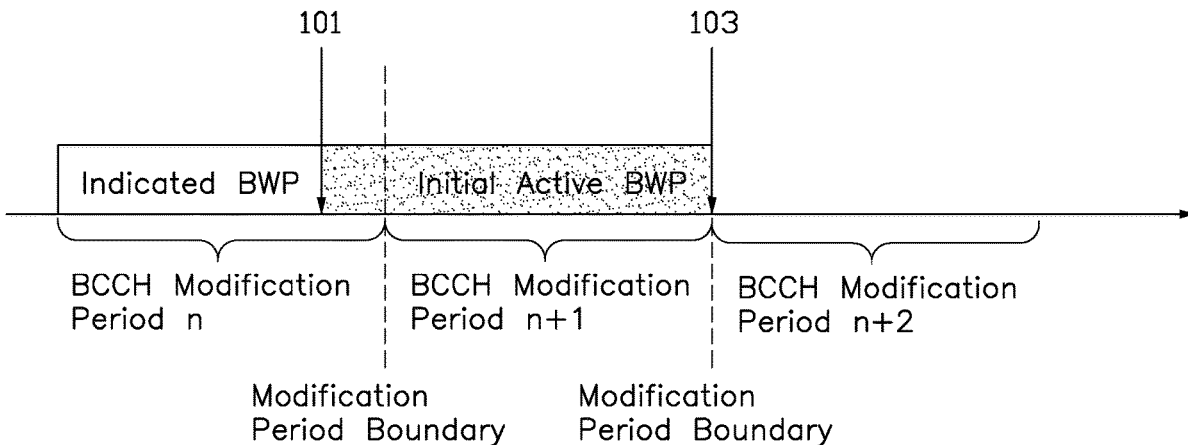 101
103
Indicated BWP
Initial Active BWP
BCCH Modification
Period n
BCCH Modification
Period n+1
BCCH Modification
Period n+2
Modification
Period Boundary
Modification
Period Boundary